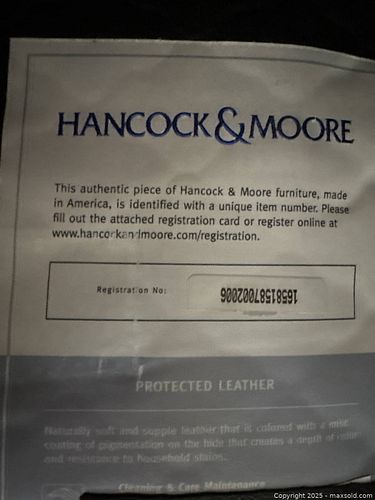 HANCOCK & MOORE
This authentic piece of Hancock & Moore furniture, made
in America, is identified with a unique item number. Please
fill out the attached registration card or register online at
www.hancockandmoore.com/registration.
Registration No: 16581587002006
PROTECTED LEATHER
Naturally soft and supple leather that is colored with a mist
coating of pigmentation on the hide that creates a depth of color
and resistance to household stains.
Cleaning & Care Maintenance
Copyright 2025 - maxsold.com